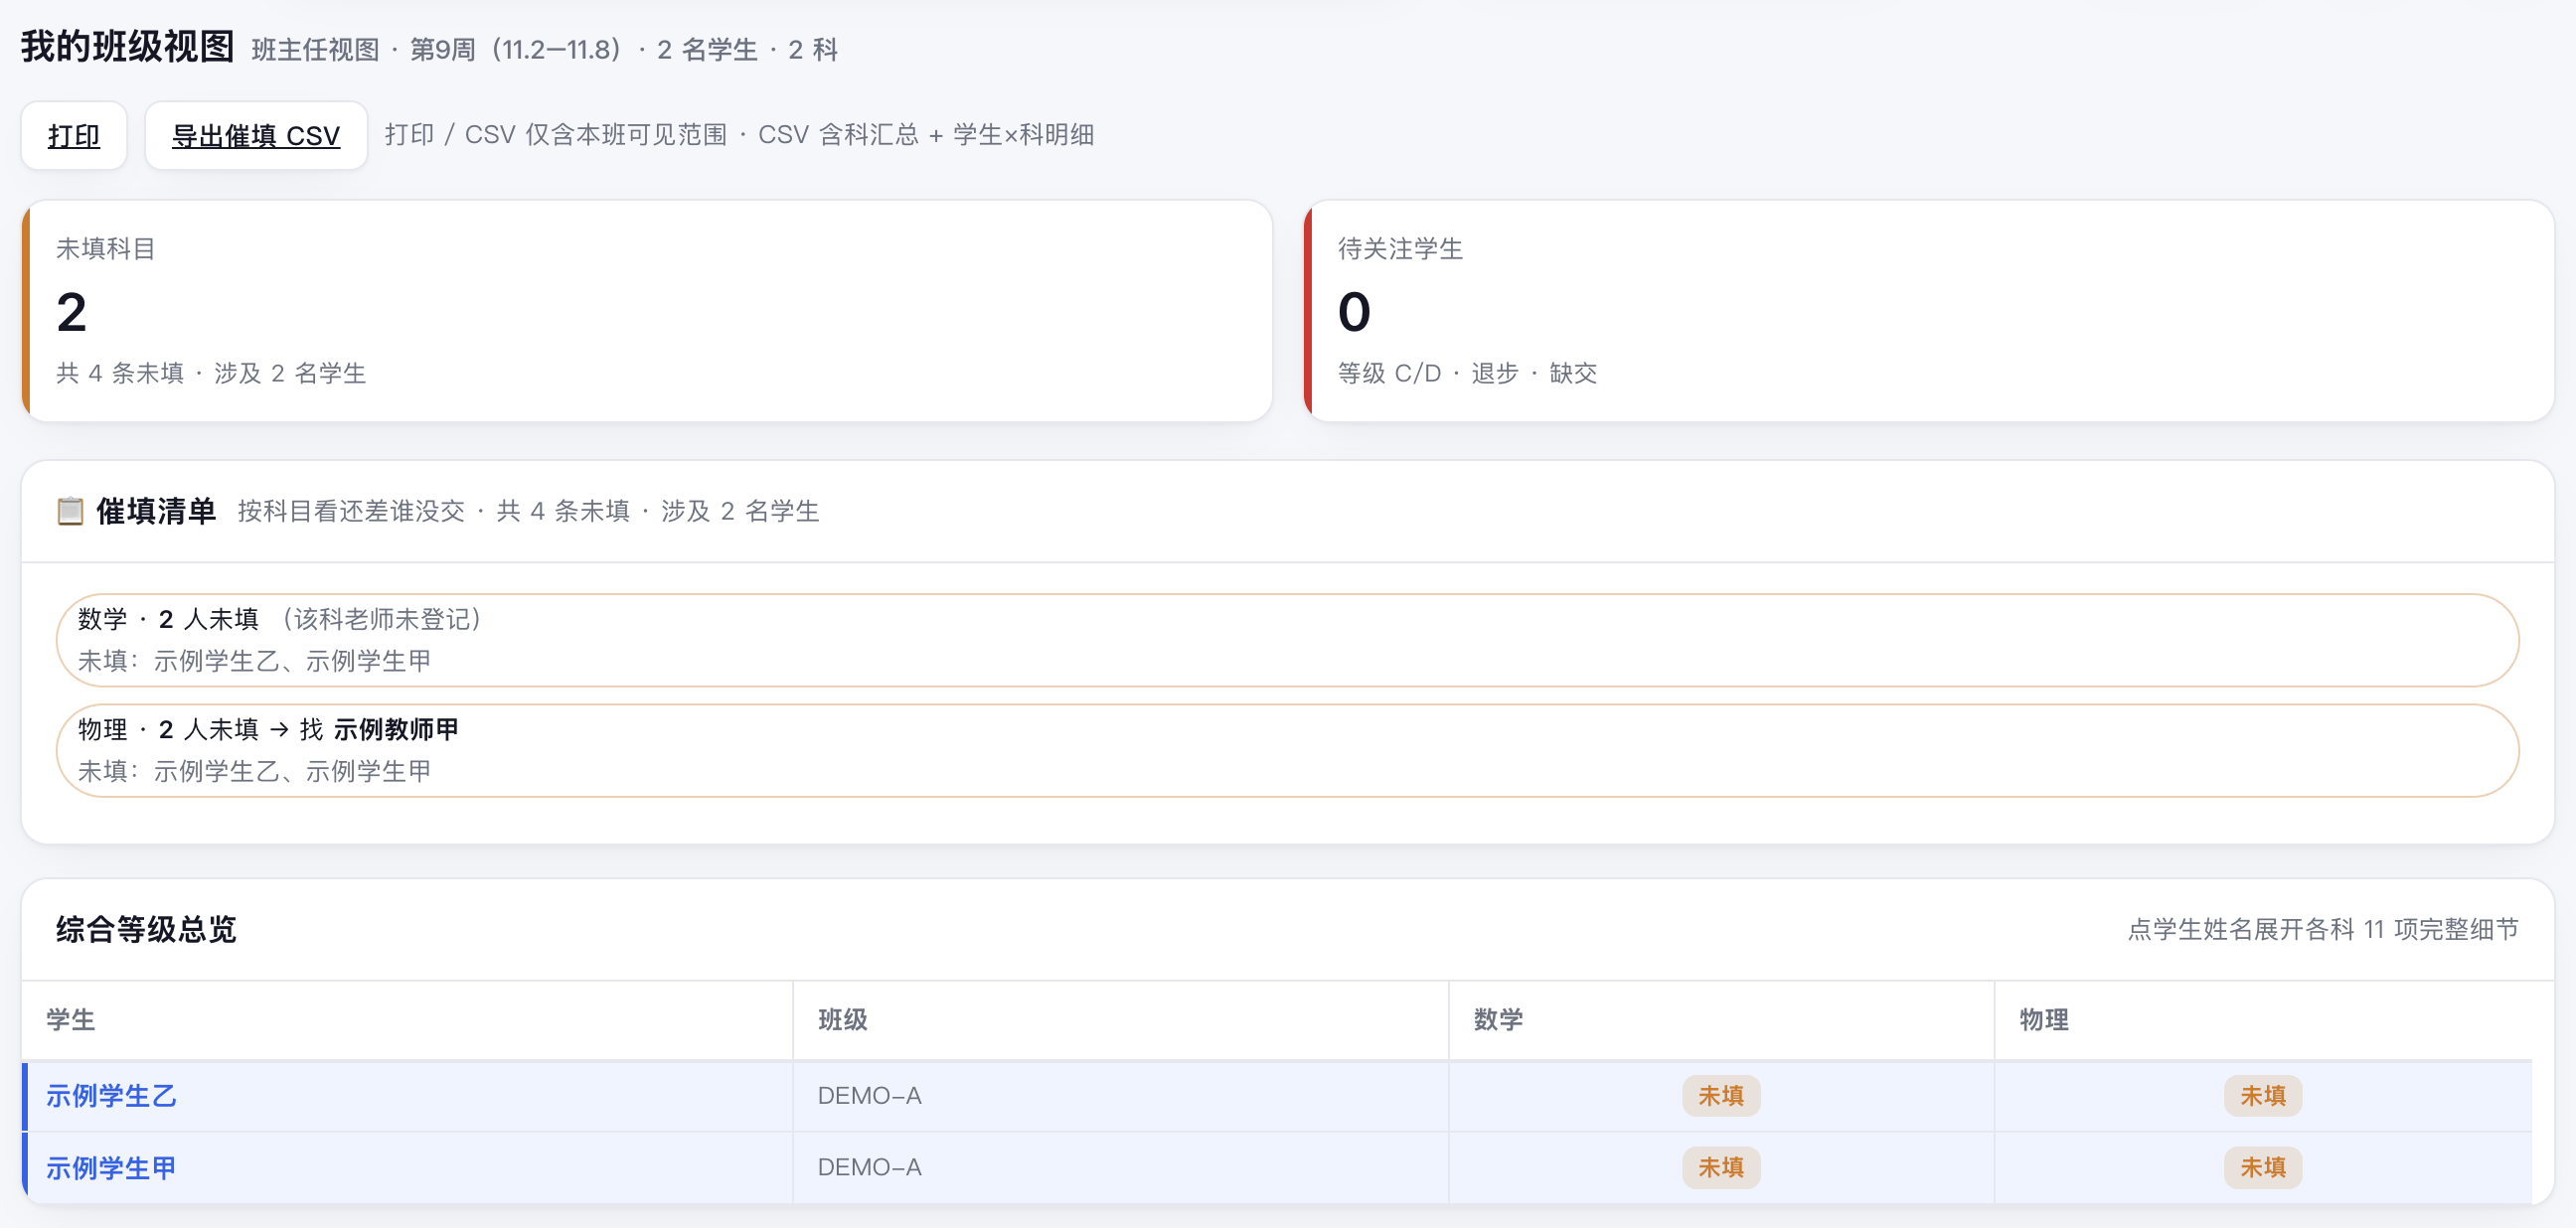 我的班级视图 班主任视图 · 第9周（11.2—11.8） · 2 名学生 · 2 科
打印 导出催填 CSV 打印 / CSV 仅含本班可见范围 · CSV 含科汇总 + 学生×科明细
未填科目
2
共 4 条未填 · 涉及 2 名学生
待关注学生
0
等级 C/D · 退步 · 缺交
📋 催填清单 按科目看还差谁没交 · 共 4 条未填 · 涉及 2 名学生
数学 · 2 人未填 （该科老师未登记）
未填：示例学生乙、示例学生甲
物理 · 2 人未填 → 找 示例教师甲
未填：示例学生乙、示例学生甲
综合等级总览 点学生姓名展开各科 11 项完整细节
学生 班级 数学 物理
示例学生乙 DEMO-A 未填 未填
示例学生甲 DEMO-A 未填 未填